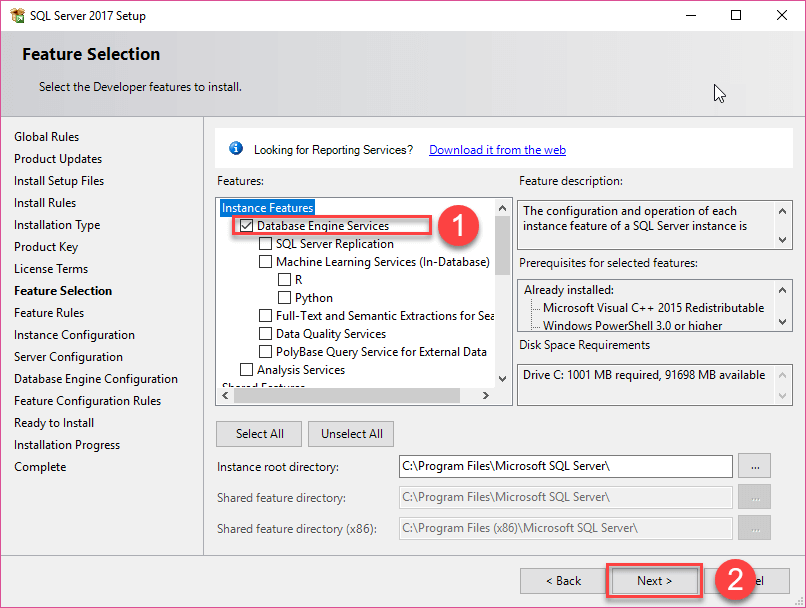 SQL Server 2017 Setup
Feature Selection
Select the Developer features to install.
Global Rules
Product Updates
Install Setup Files
Install Rules
Installation Type
Product Key
License Terms
Feature Selection
Feature Rules
Instance Configuration
Server Configuration
Database Engine Configuration
Feature Configuration Rules
Ready to Install
Installation Progress
Complete
Looking for Reporting Services? Download it from the web
Features:
Instance Features
Database Engine Services
1
SQL Server Replication
Machine Learning Services (In-Database)
R
Python
Full-Text and Semantic Extractions for Sea
Data Quality Services
PolyBase Query Service for External Data
Analysis Services
Shared Features
Feature description:
The configuration and operation of each
instance feature of a SQL Server instance is
Prerequisites for selected features:
Already installed:
Microsoft Visual C++ 2015 Redistributable
Windows PowerShell 3.0 or higher
Disk Space Requirements
Drive C: 1001 MB required, 91698 MB available
Select All
Unselect All
Instance root directory:
C:\Program Files\Microsoft SQL Server\
...
Shared feature directory:
C:\Program Files\Microsoft SQL Server\
...
Shared feature directory (x86):
C:\Program Files (x86)\Microsoft SQL Server\
...
< Back
Next >
2
el